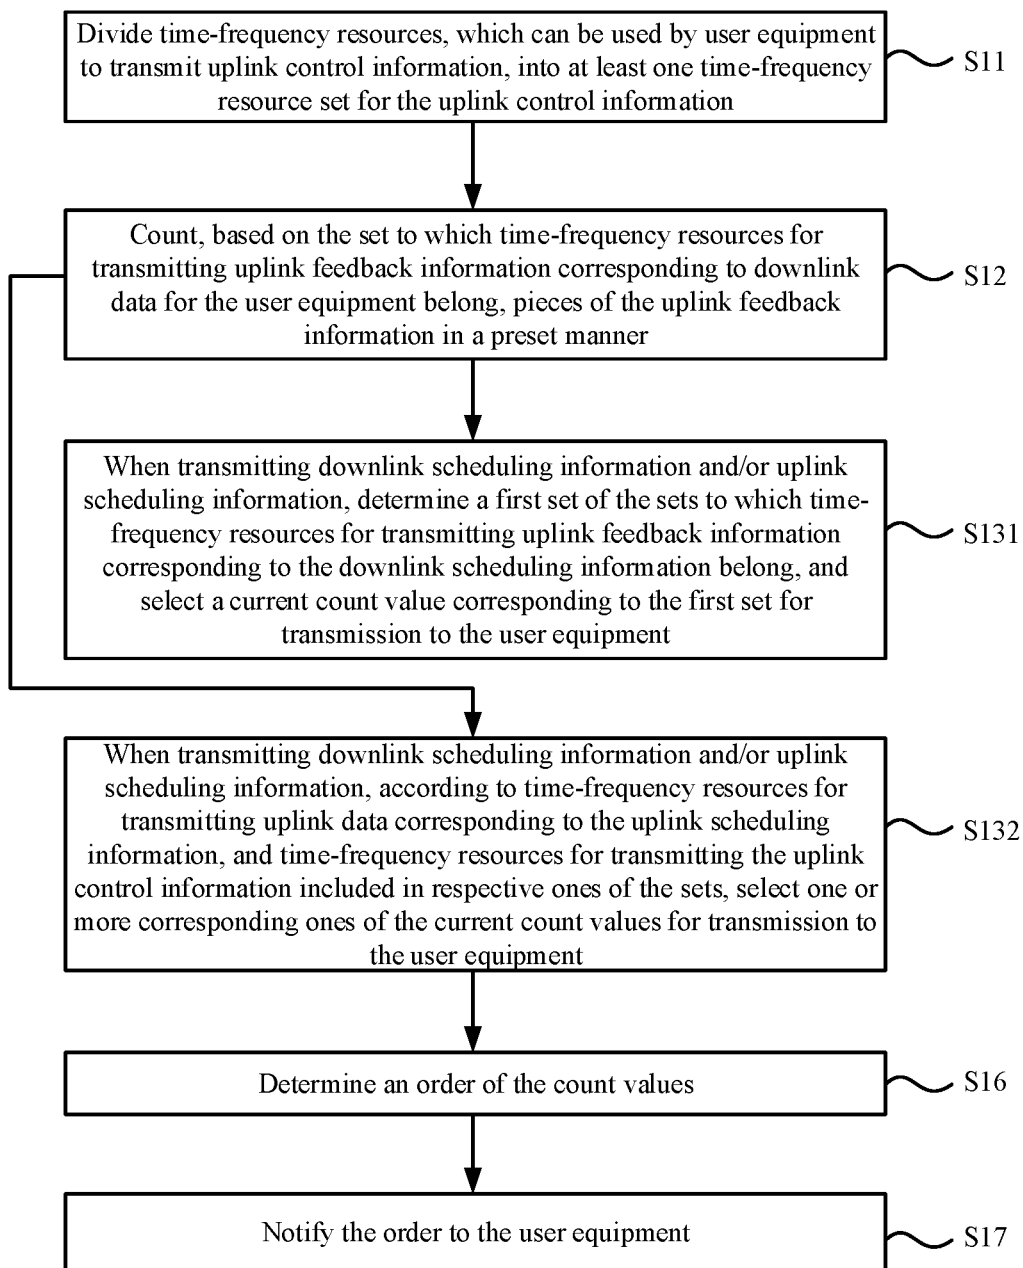 Divide time-frequency resources, which can be used by user equipment
to transmit uplink control information, into at least one time-frequency
resource set for the uplink control information
S11
Count, based on the set to which time-frequency resources for
transmitting uplink feedback information corresponding to downlink
data for the user equipment belong, pieces of the uplink feedback
information in a preset manner
S12
When transmitting downlink scheduling information and/or uplink
scheduling information, determine a first set of the sets to which time-
frequency resources for transmitting uplink feedback information
corresponding to the downlink scheduling information belong, and
select a current count value corresponding to the first set for
transmission to the user equipment
S131
When transmitting downlink scheduling information and/or uplink
scheduling information, according to time-frequency resources for
transmitting uplink data corresponding to the uplink scheduling
information, and time-frequency resources for transmitting the uplink
control information included in respective ones of the sets, select one or
more corresponding ones of the current count values for transmission to
the user equipment
S132
Determine an order of the count values
S16
Notify the order to the user equipment
S17